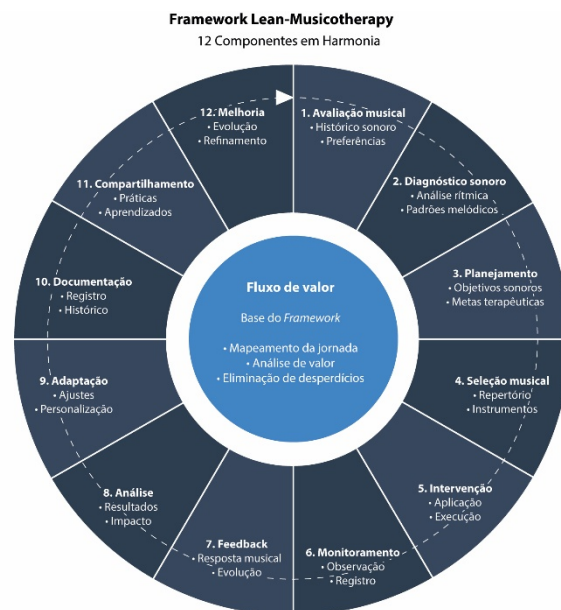 Framework Lean-Musicotherapy
12 Componentes em Harmonia
1. Avaliação musical
• Histórico sonoro
• Preferências
2. Diagnóstico sonoro
• Análise rítmica
• Padrões melódicos
3. Planejamento
• Objetivos sonoros
• Metas terapêuticas
4. Seleção musical
• Repertório
• Instrumentos
5. Intervenção
• Aplicação
• Execução
6. Monitoramento
• Observação
• Registro
7. Feedback
• Resposta musical
• Evolução
8. Análise
• Resultados
• Impacto
9. Adaptação
• Ajustes
• Personalização
10. Documentação
• Registro
• Histórico
11. Compartilhamento
• Práticas
• Aprendizados
12. Melhoria
• Evolução
• Refinamento
Fluxo de valor
Base do Framework
• Mapeamento da jornada
• Análise de valor
• Eliminação de desperdícios